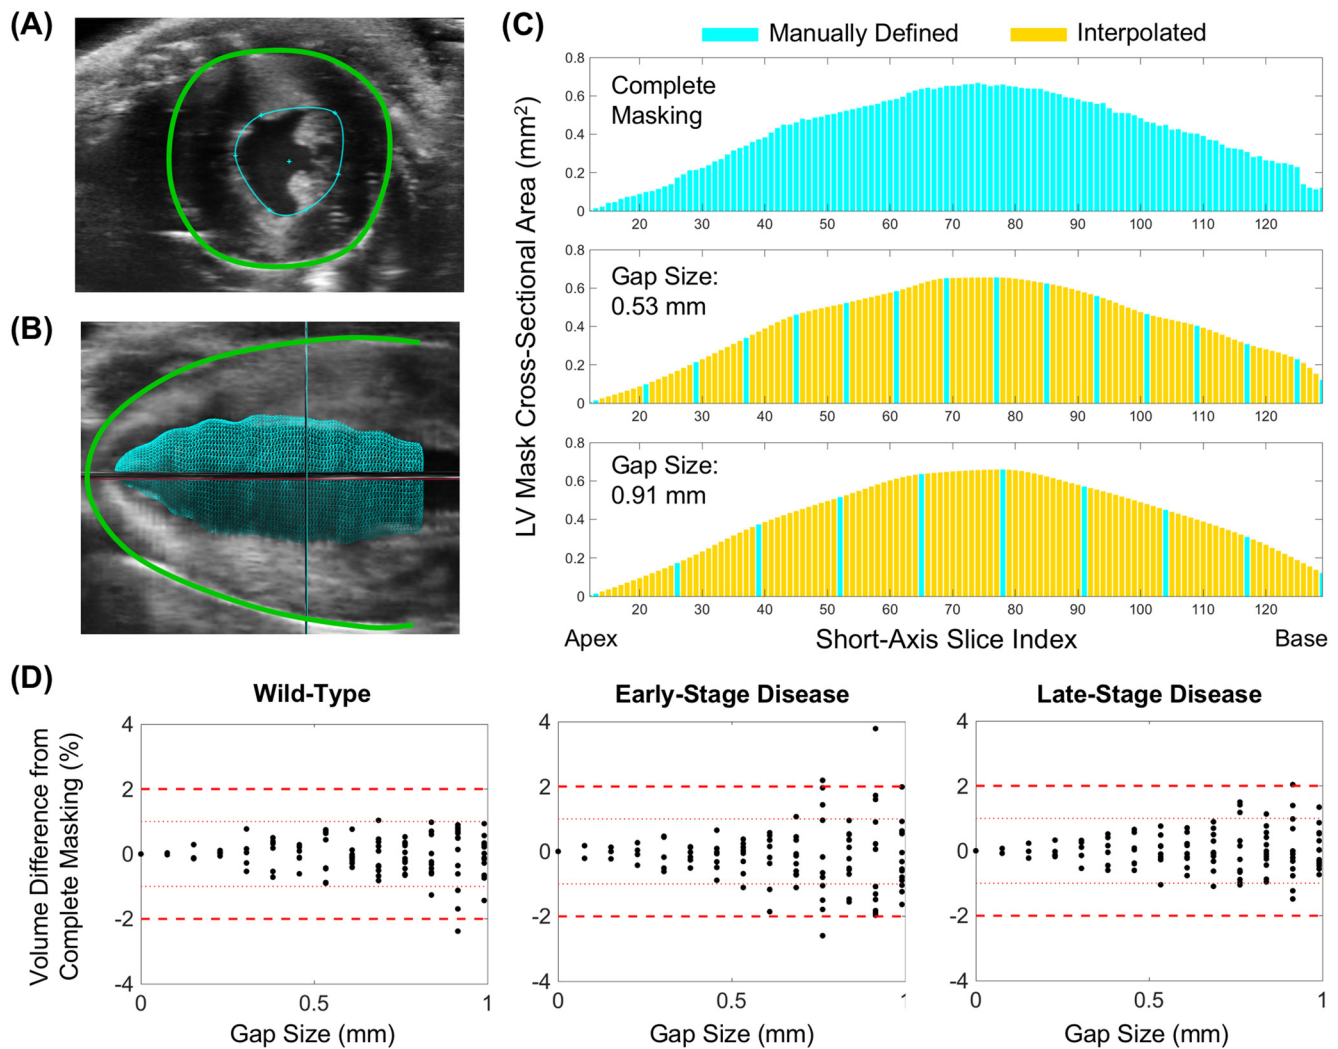 (A)
(B)
(C)
Manually Defined
Interpolated
LV Mask Cross-Sectional Area (mm²)
0.8
0.6
0.4
0.2
0
Complete
Masking
20 30 40 50 60 70 80 90 100 110 120
0.8
0.6
0.4
0.2
0
Gap Size:
0.53 mm
20 30 40 50 60 70 80 90 100 110 120
0.8
0.6
0.4
0.2
0
Gap Size:
0.91 mm
20 30 40 50 60 70 80 90 100 110 120
Apex Short-Axis Slice Index Base
(D)
Volume Difference from
Complete Masking (%)
Wild-Type
4
2
0
-2
-4
0 0.5 1
Gap Size (mm)
Early-Stage Disease
4
2
0
-2
-4
0 0.5 1
Gap Size (mm)
Late-Stage Disease
4
2
0
-2
-4
0 0.5 1
Gap Size (mm)